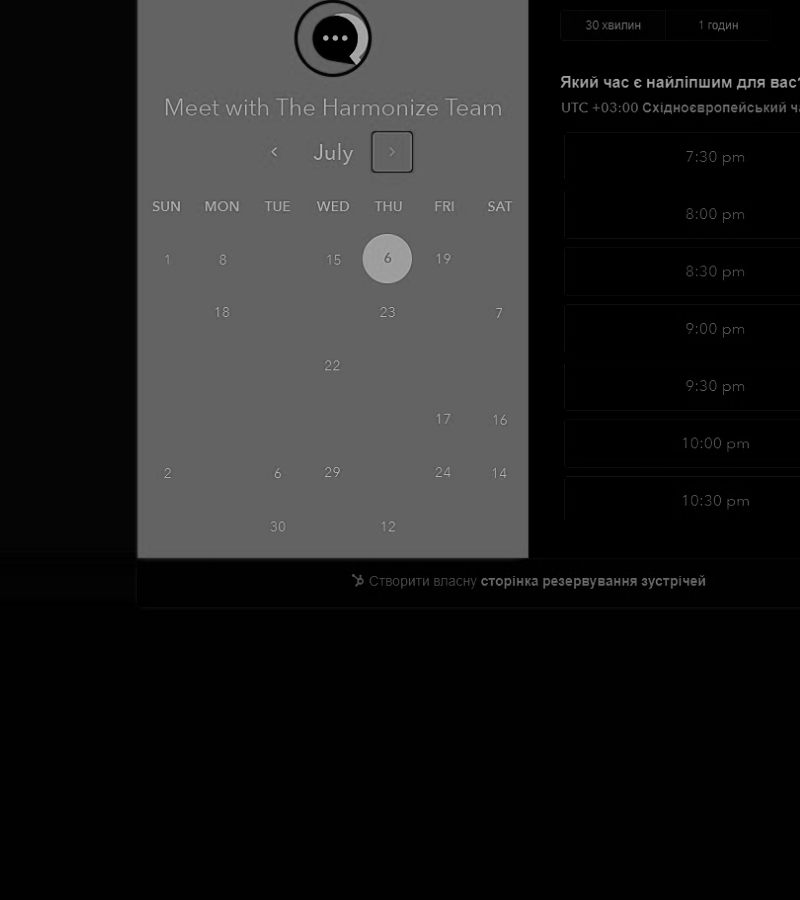 Meet with The Harmonize Team
July
SUN MON TUE WED THU FRI SAT
1 8 15 6 19
18 23 7
22
17 16
2 6 29 24 14
30 12
30 хвилин 1 годин
Який час є найліпшим для вас?
UTC +03:00 Східноєвропейський
7:30 pm
8:00 pm
8:30 pm
9:00 pm
9:30 pm
10:00 pm
10:30 pm
Створити власну сторінка резервування зустрічей